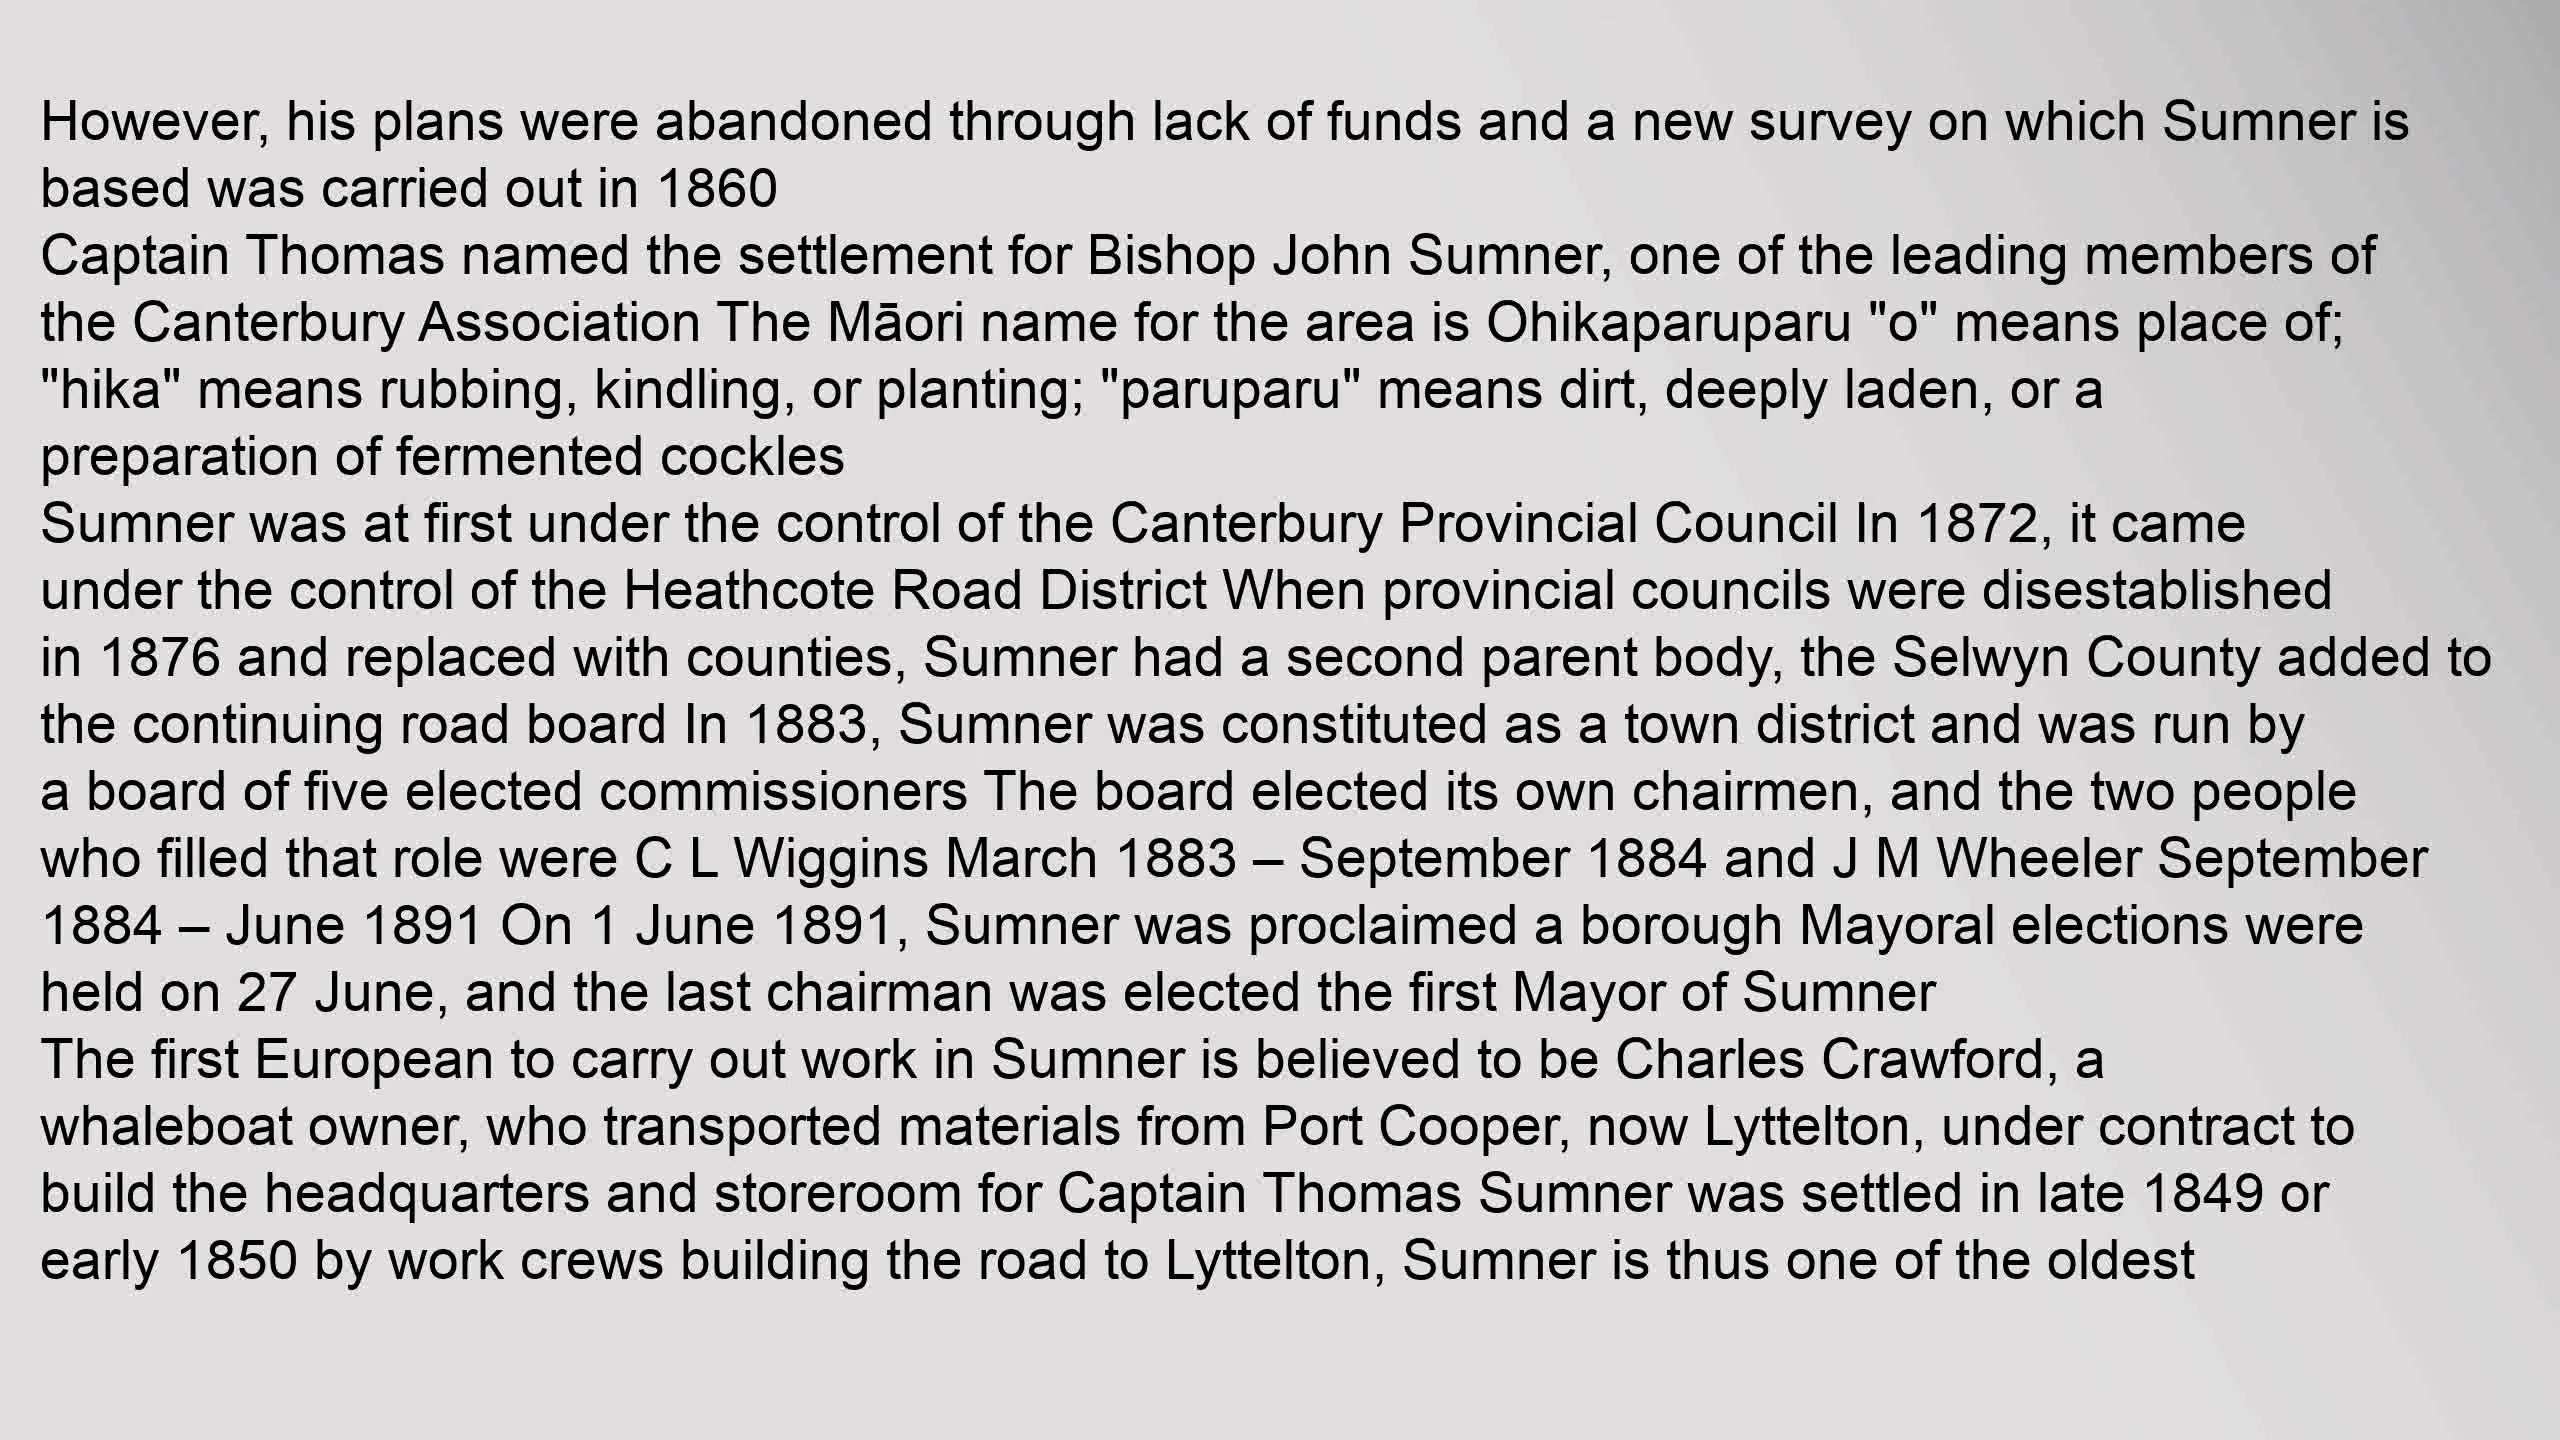 However, his plans were abandoned through lack of funds and a new survey on which Sumner is
based was carried out in 1860
Captain Thomas named the settlement for Bishop John Sumner, one of the leading members of
the Canterbury Association The Māori name for the area is Ohikaparuparu "o" means place of;
"hika" means rubbing, kindling, or planting; "paruparu" means dirt, deeply laden, or a
preparation of fermented cockles
Sumner was at first under the control of the Canterbury Provincial Council In 1872, it came
under the control of the Heathcote Road District When provincial councils were disestablished
in 1876 and replaced with counties, Sumner had a second parent body, the Selwyn County added to
the continuing road board In 1883, Sumner was constituted as a town district and was run by
a board of five elected commissioners The board elected its own chairmen, and the two people
who filled that role were C L Wiggins March 1883 – September 1884 and J M Wheeler September
1884 – June 1891 On 1 June 1891, Sumner was proclaimed a borough Mayoral elections were
held on 27 June, and the last chairman was elected the first Mayor of Sumner
The first European to carry out work in Sumner is believed to be Charles Crawford, a
whaleboat owner, who transported materials from Port Cooper, now Lyttelton, under contract to
build the headquarters and storeroom for Captain Thomas Sumner was settled in late 1849 or
early 1850 by work crews building the road to Lyttelton, Sumner is thus one of the oldest